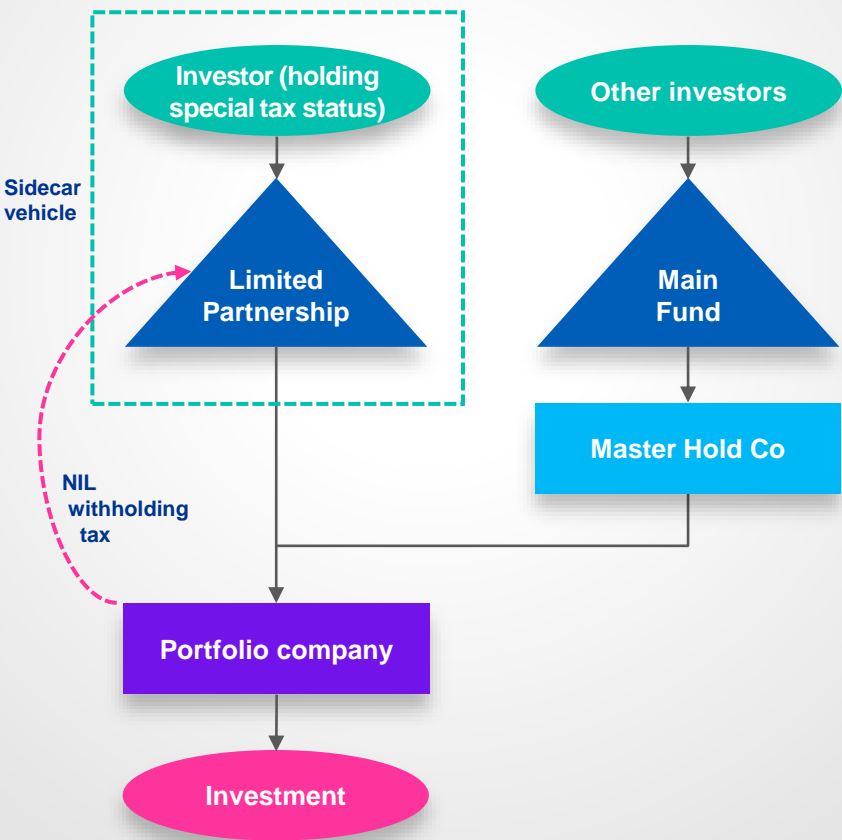 Investor (holding
special tax status)
Other investors
Sidecar
vehicle
Limited
Partnership
Main
Fund
Master Hold Co
NIL
withholding
tax
Portfolio company
Investment